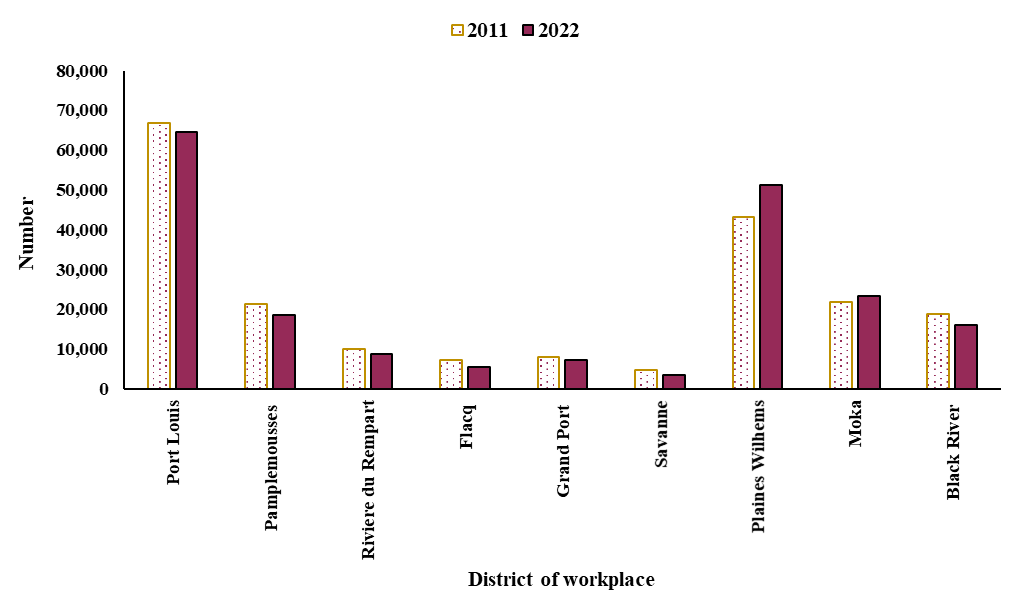 2011 2022
80,000
70,000
60,000
50,000
40,000
30,000
20,000
10,000
0
Number
Port Louis
Pamplemousses
Riviere du Rempart
Flacq
Grand Port
Savanne
Plaines Wilhems
Moka
Black River
District of workplace